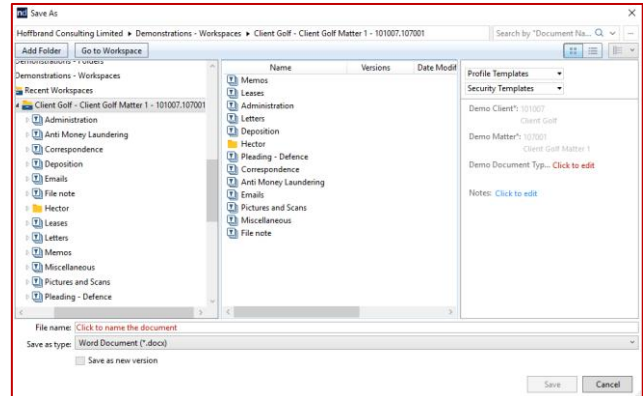 nd Save As
Hoffbrand Consulting Limited ▸ Demonstrations - Workspaces ▸ Client Golf - Client Golf Matter 1 - 101007.107001
Search by "Document Na...
Add Folder
Go to Workspace
Demonstrations - Folders
Demonstrations - Workspaces
Recent Workspaces
Client Golf - Client Golf Matter 1 - 101007.107001
Administration
Anti Money Laundering
Correspondence
Deposition
Emails
File note
Hector
Leases
Letters
Memos
Miscellaneous
Pictures and Scans
Pleading - Defence
Name Versions Date Modif
Memos
Leases
Administration
Letters
Deposition
Hector
Pleading - Defence
Correspondence
Anti Money Laundering
Emails
Pictures and Scans
Miscellaneous
File note
Profile Templates
Security Templates
Demo Client*: 101007
Client Golf
Demo Matter*: 107001
Client Golf Matter 1
Demo Document Typ... Click to edit
Notes: Click to edit
File name: Click to name the document
Save as type: Word Document (*.docx)
Save as new version
Save
Cancel